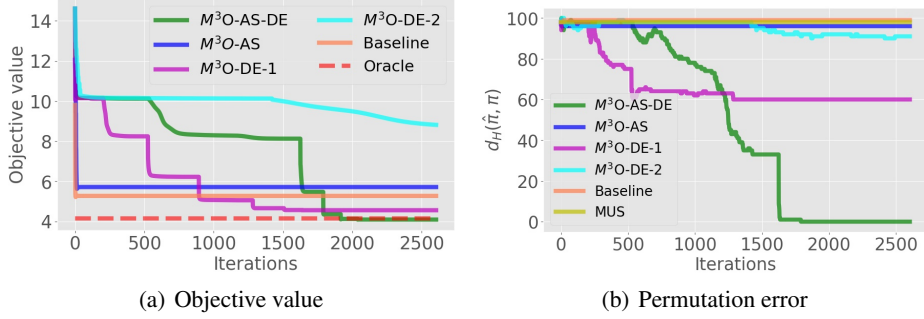 14
12
10
8
6
4
Objective value
M³O-AS-DE
M³O-AS
M³O-DE-1
M³O-DE-2
Baseline
Oracle
0 500 1000 1500 2000 2500
Iterations
(a) Objective value
100
80
60
40
20
0
d_H(π̂, π)
M³O-AS-DE
M³O-AS
M³O-DE-1
M³O-DE-2
Baseline
MUS
0 500 1000 1500 2000 2500
Iterations
(b) Permutation error